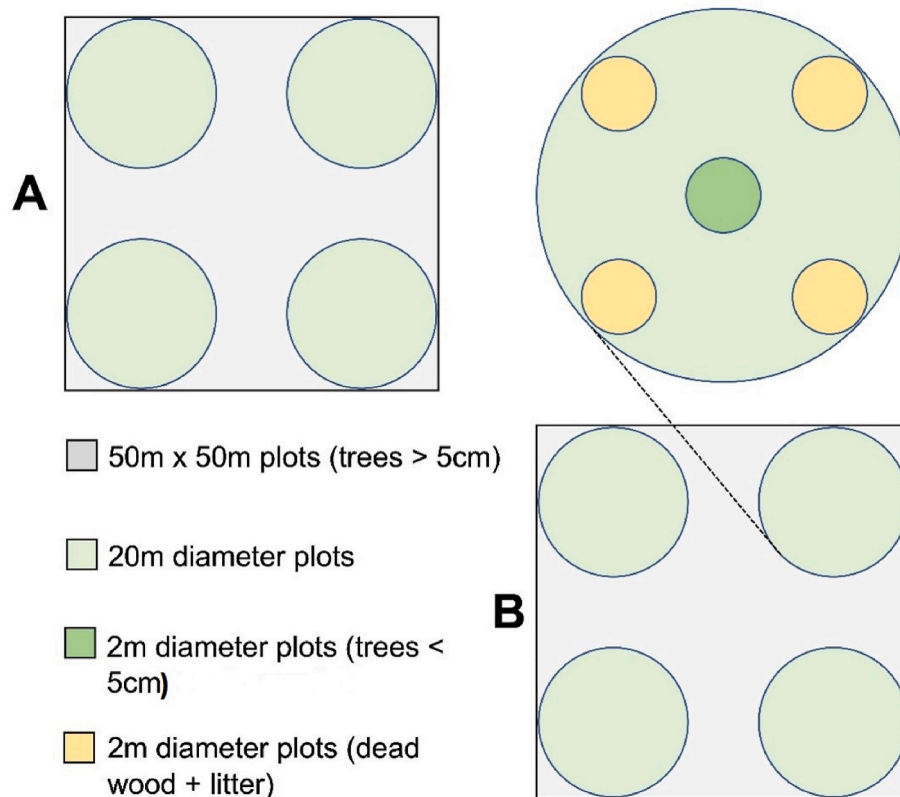 A
50m x 50m plots (trees > 5cm)
20m diameter plots
B
2m diameter plots (trees <
5cm)
2m diameter plots (dead
wood + litter)